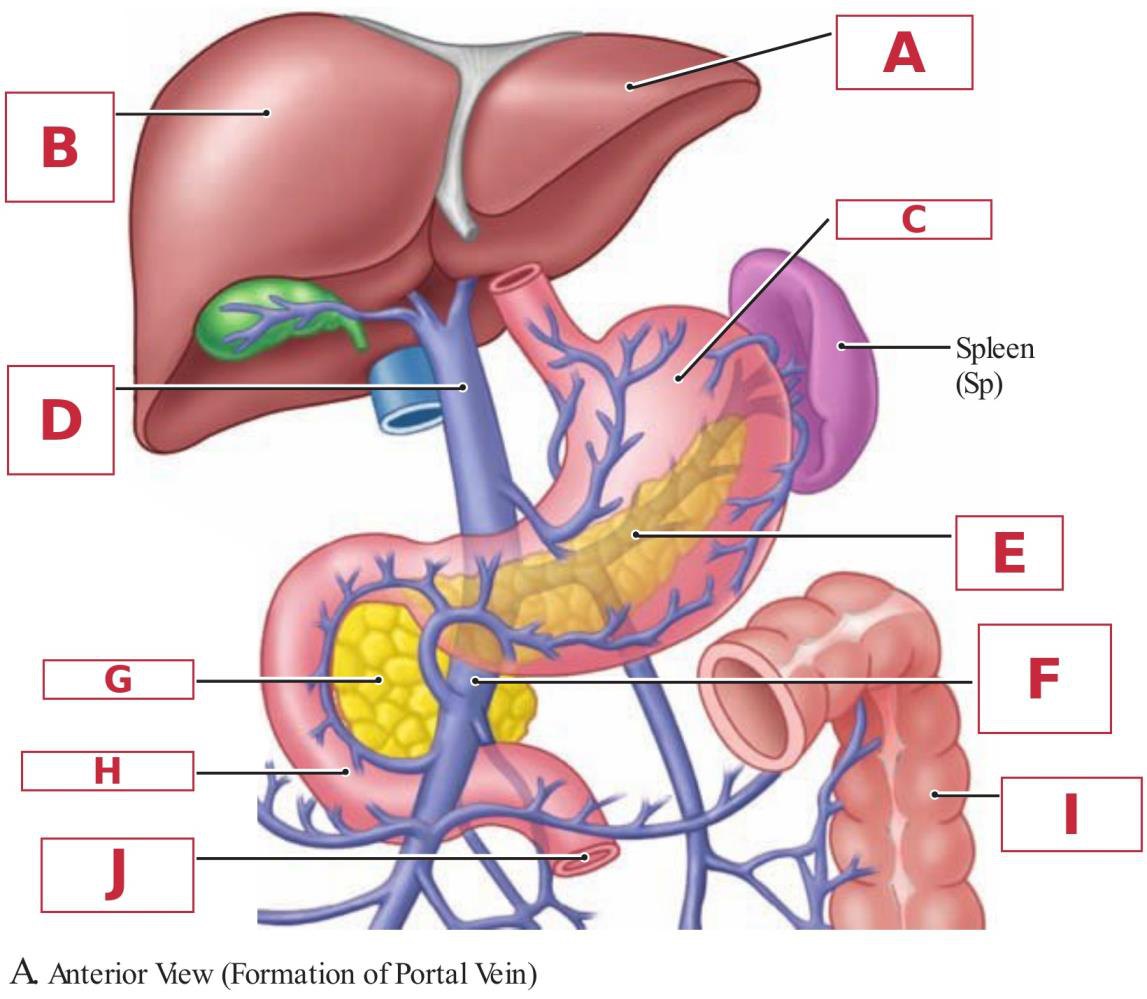 A
B
C
Spleen
(Sp)
D
E
F
G
H
I
J
A. Anterior View (Formation of Portal Vein)